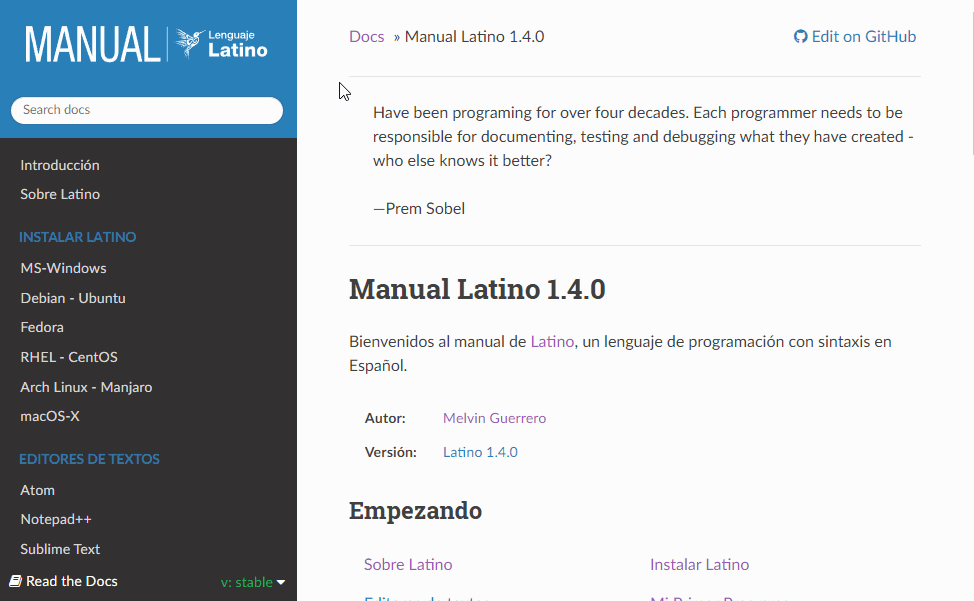 MANUAL Lenguaje Latino
Search docs
Introducción
Sobre Latino
INSTALAR LATINO
MS-Windows
Debian - Ubuntu
Fedora
RHEL - CentOS
Arch Linux - Manjaro
macOS-X
EDITORES DE TEXTOS
Atom
Notepad++
Sublime Text
Read the Docs v: stable
Docs » Manual Latino 1.4.0
Edit on GitHub
Have been programing for over four decades. Each programmer needs to be
responsible for documenting, testing and debugging what they have created -
who else knows it better?
—Prem Sobel
Manual Latino 1.4.0
Bienvenidos al manual de Latino, un lenguaje de programación con sintaxis en
Español.
Autor: Melvin Guerrero
Versión: Latino 1.4.0
Empezando
Sobre Latino Instalar Latino